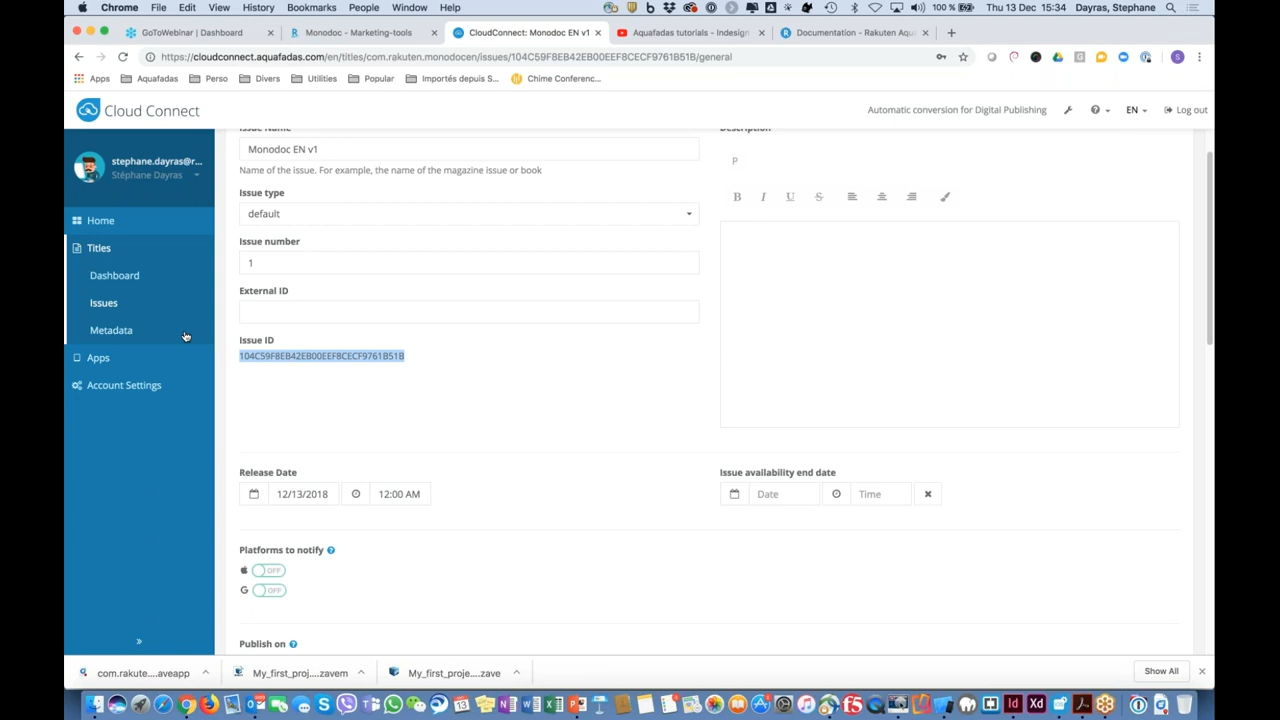 Chrome File Edit View History Bookmarks People Window Help 100 % Thu 13 Dec 15:34 Dayras, Stephane
GoToWebinar | Dashboard Monodoc - Marketing-tools CloudConnect: Monodoc EN v1 Aquafadas tutorials - Indesign Documentation - Rakuten Aqu
https://cloudconnect.aquafadas.com/en/titles/com.rakuten.monodocen/issues/104C59F8EB42EB00EEF8CECF9761B51B/general
Apps Aquafadas Perso Divers Utilities Popular Importés depuis S... Chime Conferenc...
Cloud Connect Automatic conversion for Digital Publishing EN Log out
Issue Name Description
stephane.dayras@r...
Stéphane Dayras
Monodoc EN v1
P
Name of the issue. For example, the name of the magazine issue or book
Issue type
B I U S
default
Home
Issue number
Titles
1
Dashboard
External ID
Issues
Metadata
Issue ID
104C59F8EB42EB00EEF8CECF9761B51B
Apps
Account Settings
Release Date Issue availability end date
12/13/2018 12:00 AM Date Time
Platforms to notify
OFF
G OFF
»
Publish on
com.rakute....aveapp My_first_proj....zavem My_first_proje....zave Show All